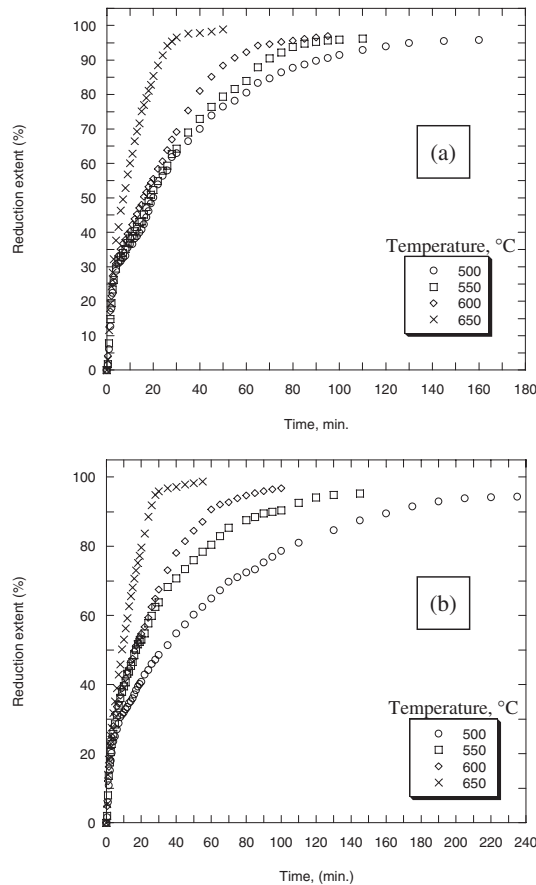 100
90
80
70
60
50
40
30
20
10
0
Reduction extent (%)
(a)
Temperature, °C
500
550
600
650
0 20 40 60 80 100 120 140 160 180
Time, min.
100
80
60
40
20
0
Reduction extent (%)
(b)
Temperature, °C
500
550
600
650
0 20 40 60 80 100 120 140 160 180 200 220 240
Time, (min.)